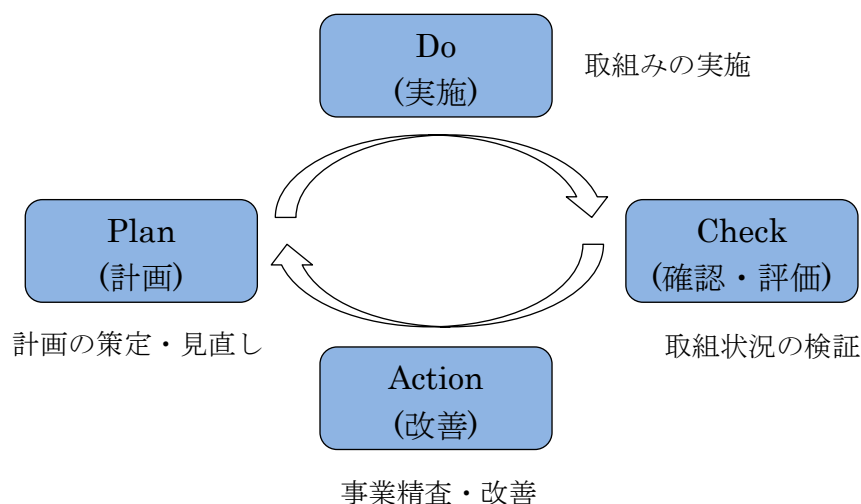 Do
(実施)
取組みの実施
Plan
(計画)
計画の策定・見直し
Check
(確認・評価)
取組状況の検証
Action
(改善)
事業精査・改善